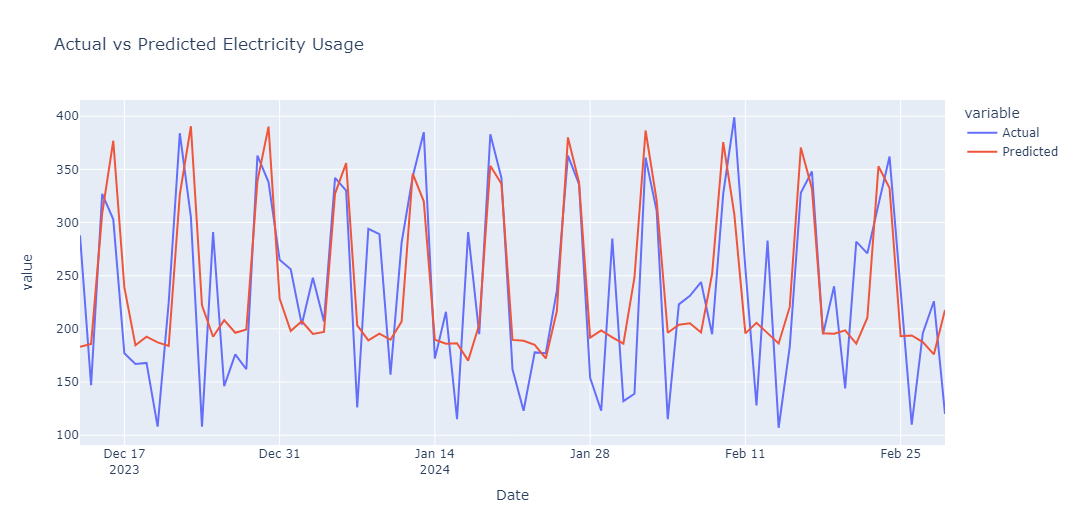 Actual vs Predicted Electricity Usage
variable
Actual
Predicted
400
350
300
250
200
150
100
value
Dec 17
2023
Dec 31
Jan 14
2024
Jan 28
Feb 11
Feb 25
Date